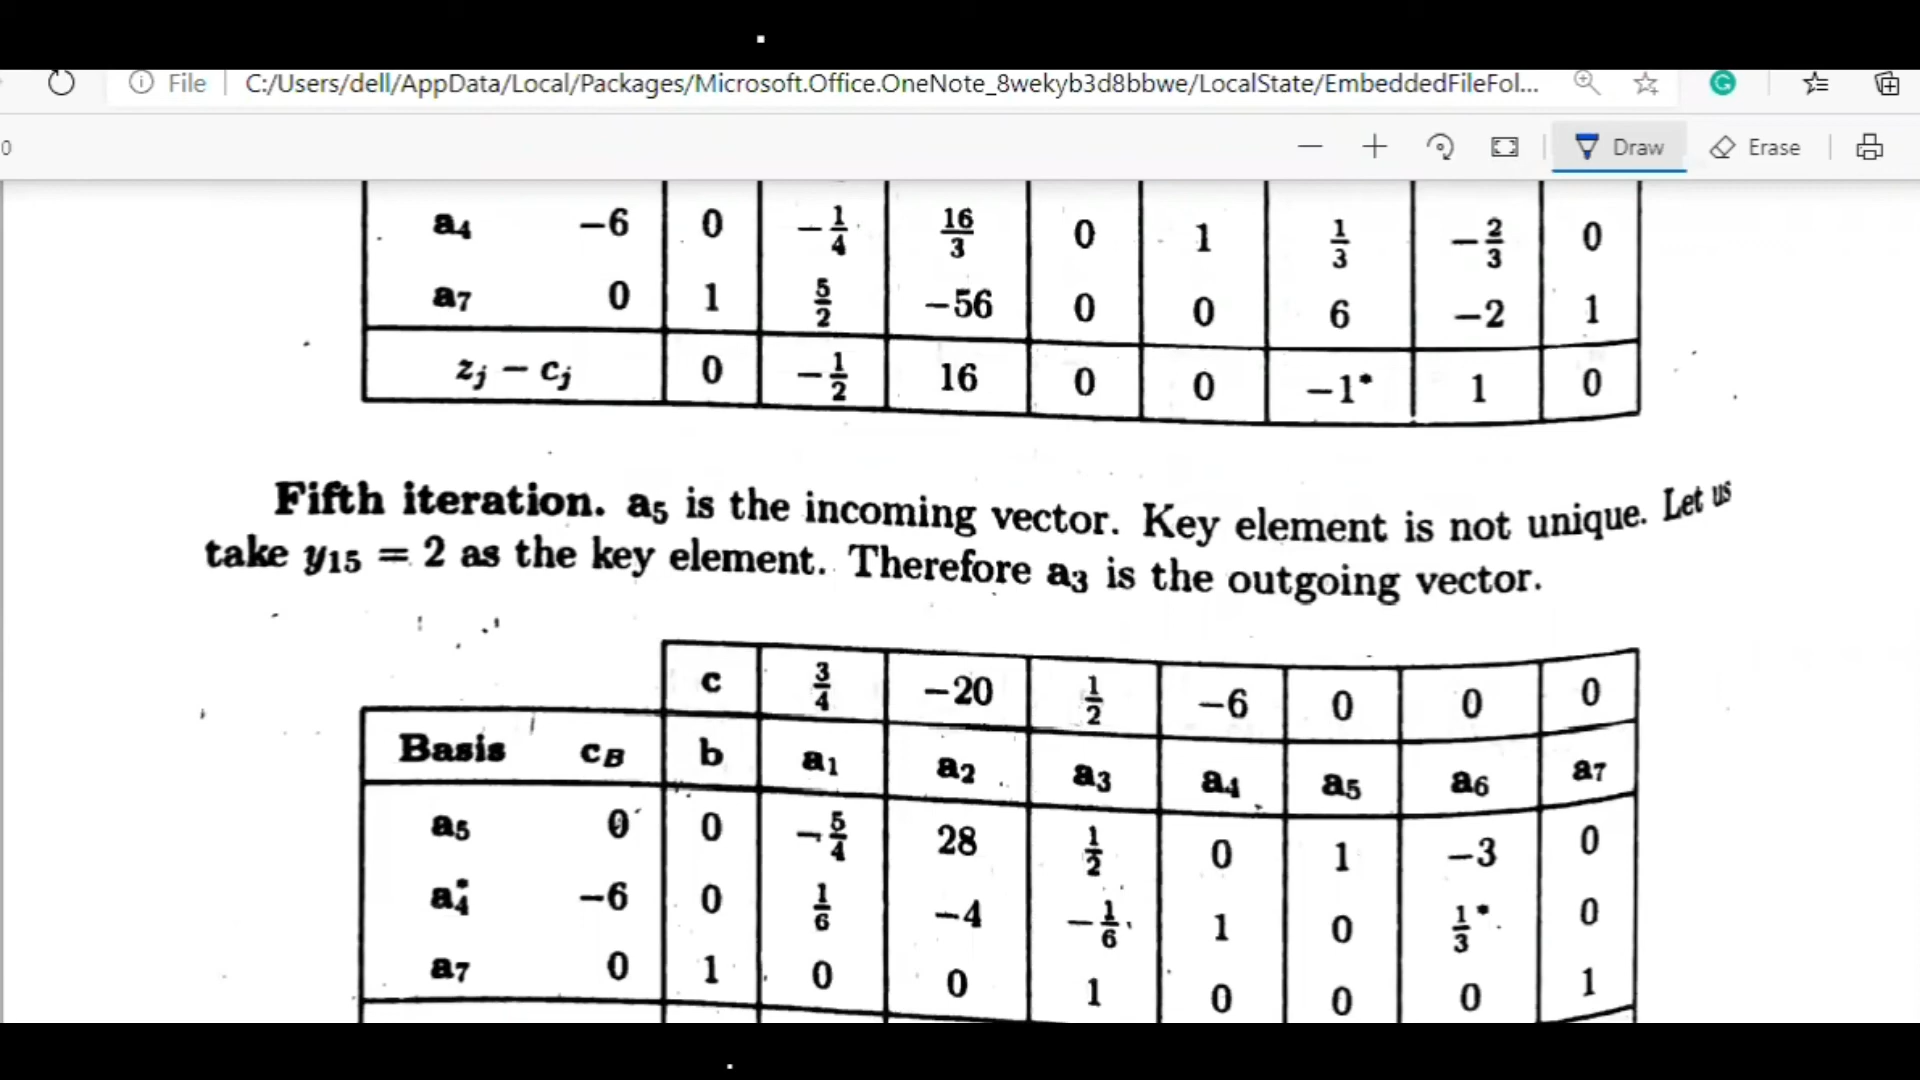 File C:/Users/dell/AppData/Local/Packages/Microsoft.Office.OneNote_8wekyb3d8bbwe/LocalState/EmbeddedFileFol...
0 Draw Erase
a4 −6 0 −1/4 16/3 0 1 1/3 −2/3 0
a7 0 1 5/2 −56 0 0 6 −2 1
zj − cj 0 −1/2 16 0 0 −1* 1 0
Fifth iteration. a5 is the incoming vector. Key element is not unique. Let us
take y15 = 2 as the key element. Therefore a3 is the outgoing vector.
c 3/4 −20 1/2 −6 0 0 0
Basis cB b a1 a2 a3 a4 a5 a6 a7
a5 0 0 −5/4 28 1/2 0 1 −3 0
a4* −6 0 1/6 −4 −1/6 1 0 1/3* 0
a7 0 1 0 0 1 0 0 0 1